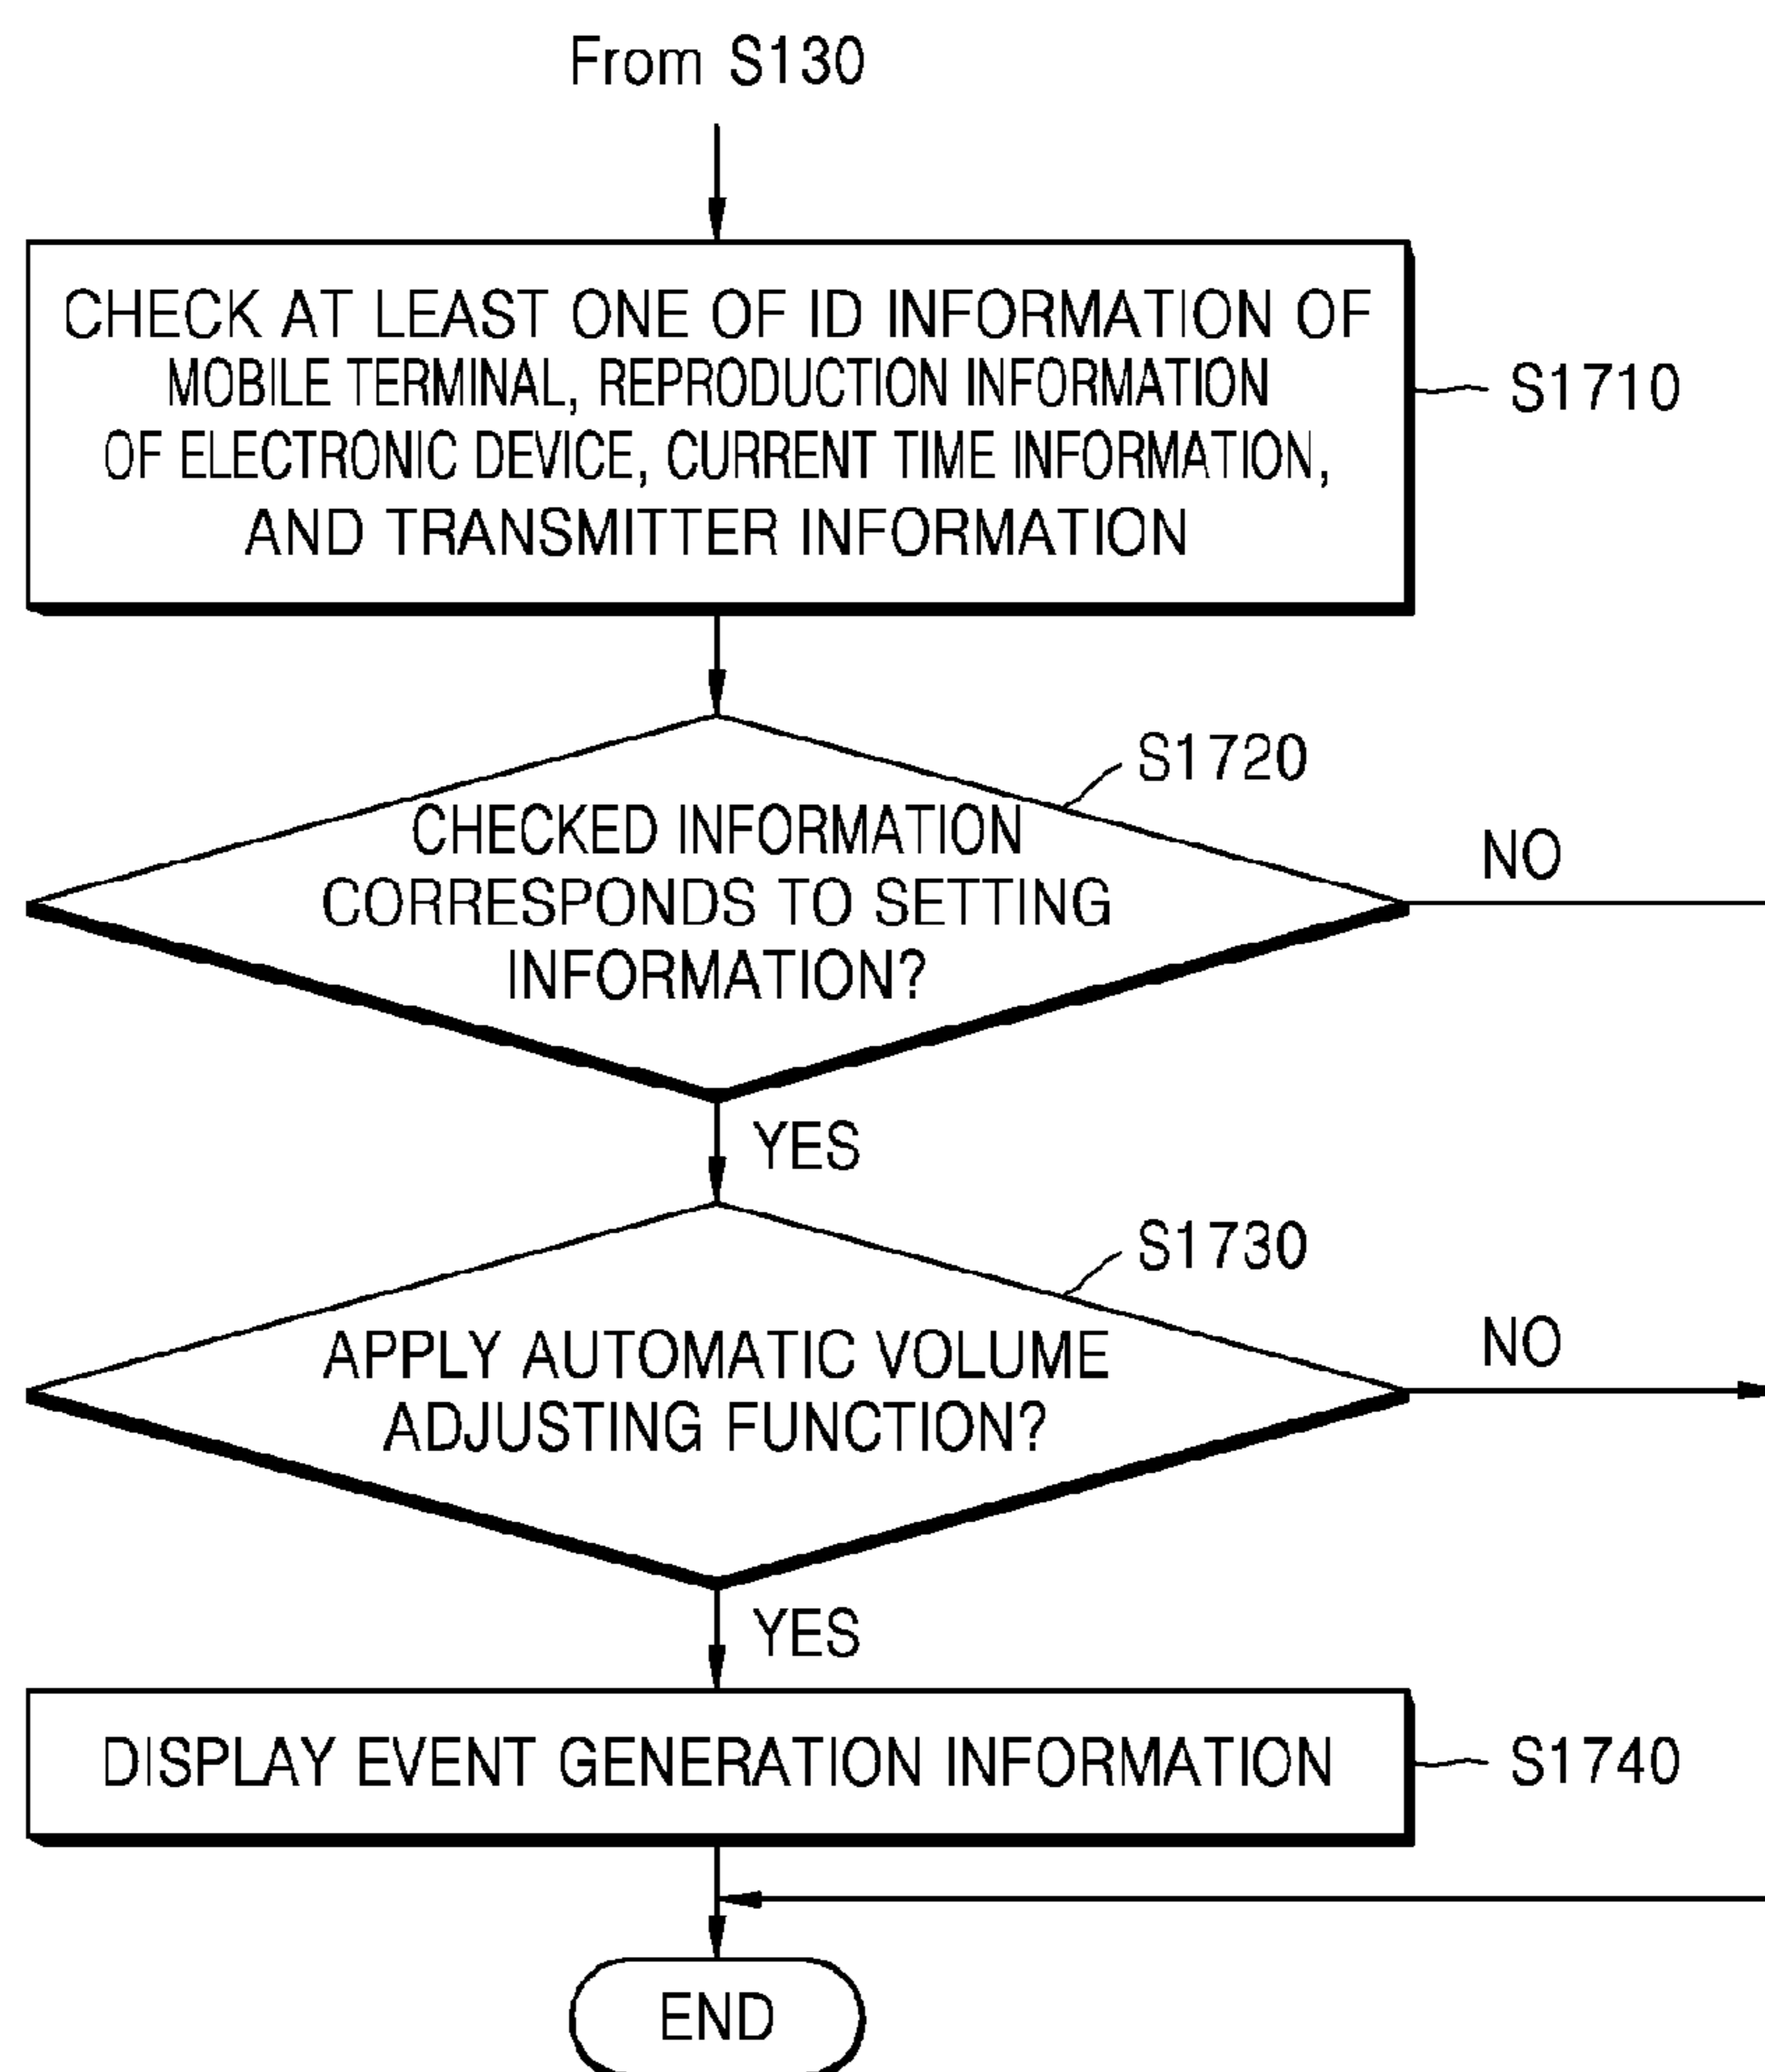 From S130
CHECK AT LEAST ONE OF ID INFORMATION OF
MOBILE TERMINAL, REPRODUCTION INFORMATION
OF ELECTRONIC DEVICE, CURRENT TIME INFORMATION,
AND TRANSMITTER INFORMATION
S1710
S1720
CHECKED INFORMATION
CORRESPONDS TO SETTING
INFORMATION?
NO
YES
S1730
APPLY AUTOMATIC VOLUME
ADJUSTING FUNCTION?
NO
YES
DISPLAY EVENT GENERATION INFORMATION
S1740
END